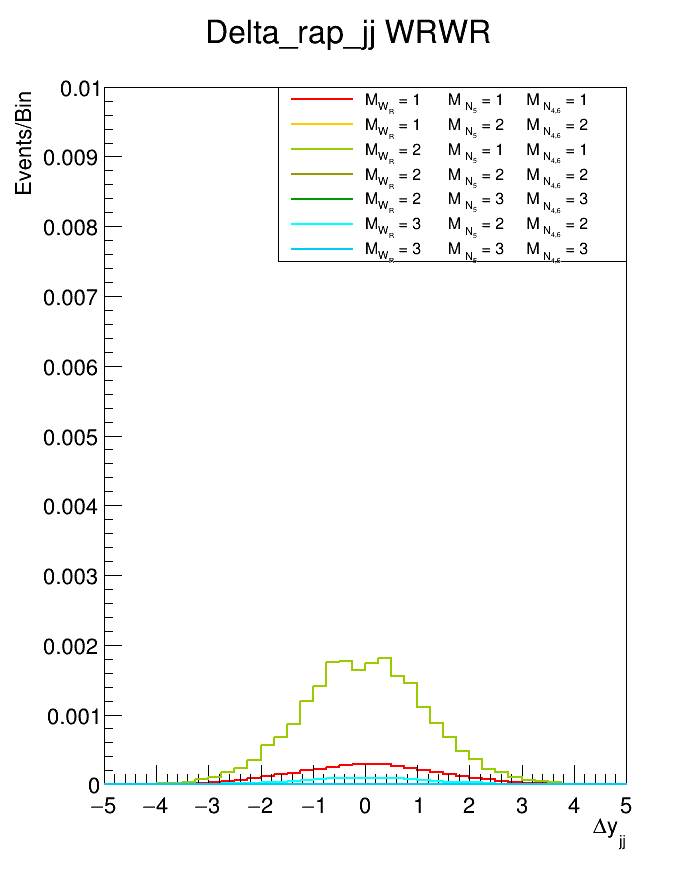 Delta_rap_jj WRWR
Events/Bin
M_{W_R} = 1 M_{N_5} = 1 M_{N_{4,6}} = 1
M_{W_R} = 1 M_{N_5} = 2 M_{N_{4,6}} = 2
M_{W_R} = 2 M_{N_5} = 1 M_{N_{4,6}} = 1
M_{W_R} = 2 M_{N_5} = 2 M_{N_{4,6}} = 2
M_{W_R} = 2 M_{N_5} = 3 M_{N_{4,6}} = 3
M_{W_R} = 3 M_{N_5} = 2 M_{N_{4,6}} = 2
M_{W_R} = 3 M_{N_5} = 3 M_{N_{4,6}} = 3
0.01
0.009
0.008
0.007
0.006
0.005
0.004
0.003
0.002
0.001
0
−5 −4 −3 −2 −1 0 1 2 3 4 5
Δy_{jj}